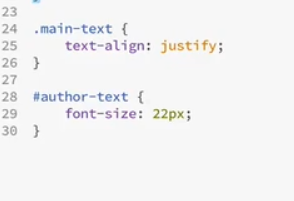 23
24 .main-text {
25     text-align: justify;
26 }
27
28 #author-text {
29     font-size: 22px;
30 }